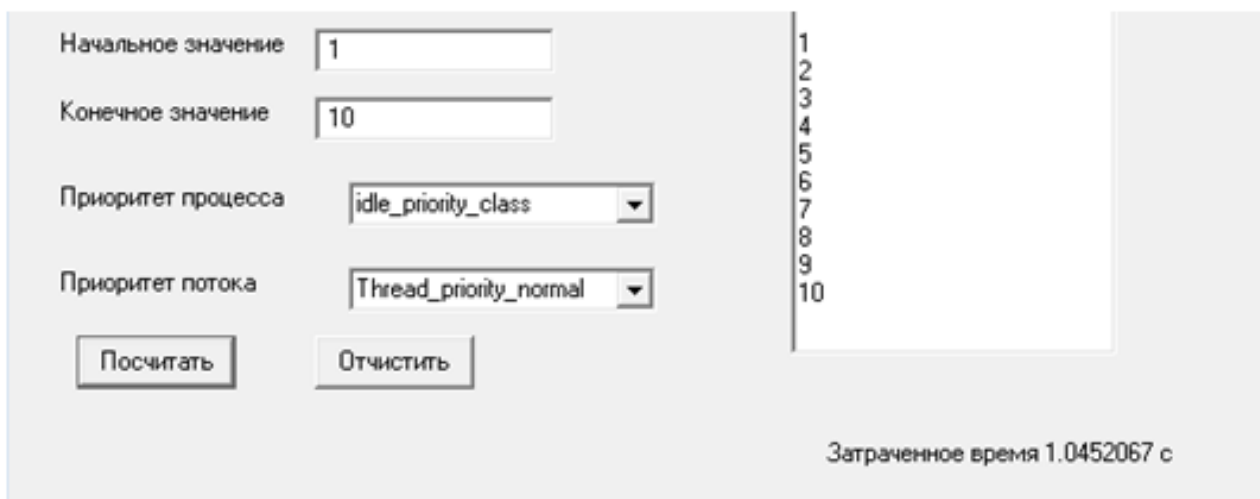 Начальное значение
1
Конечное значение
10
Приоритет процесса
idle_priority_class
Приоритет потока
Thread_priority_normal
Посчитать
Отчистить
1
2
3
4
5
6
7
8
9
10
Затраченное время 1.0452067 с